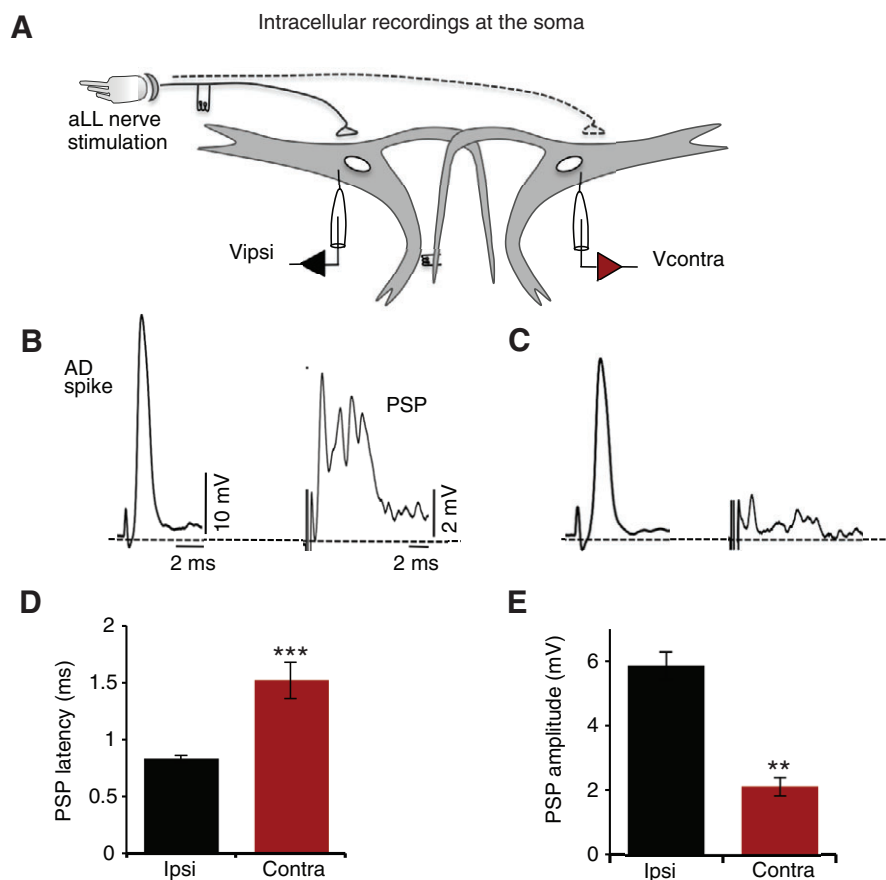 A
Intracellular recordings at the soma
aLL nerve
stimulation
Vipsi
Vcontra
B
AD
spike
10 mV
2 ms
PSP
2 mV
2 ms
C
D
PSP latency (ms)
2
1.5
1
0.5
0
***
Ipsi
Contra
E
PSP amplitude (mV)
6
4
2
0
**
Ipsi
Contra